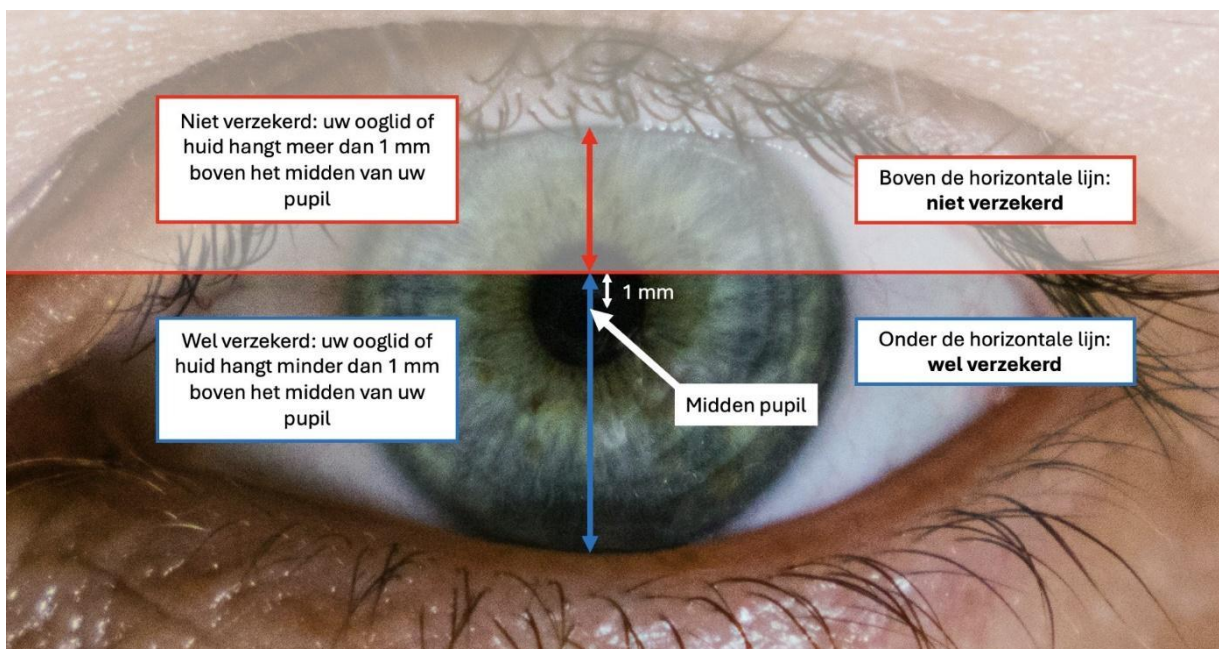 Niet verzekerd: uw ooglid of
huid hangt meer dan 1 mm
boven het midden van uw
pupil
Boven de horizontale lijn:
niet verzekerd
1 mm
Wel verzekerd: uw ooglid of
huid hangt minder dan 1 mm
boven het midden van uw
pupil
Onder de horizontale lijn:
wel verzekerd
Midden pupil